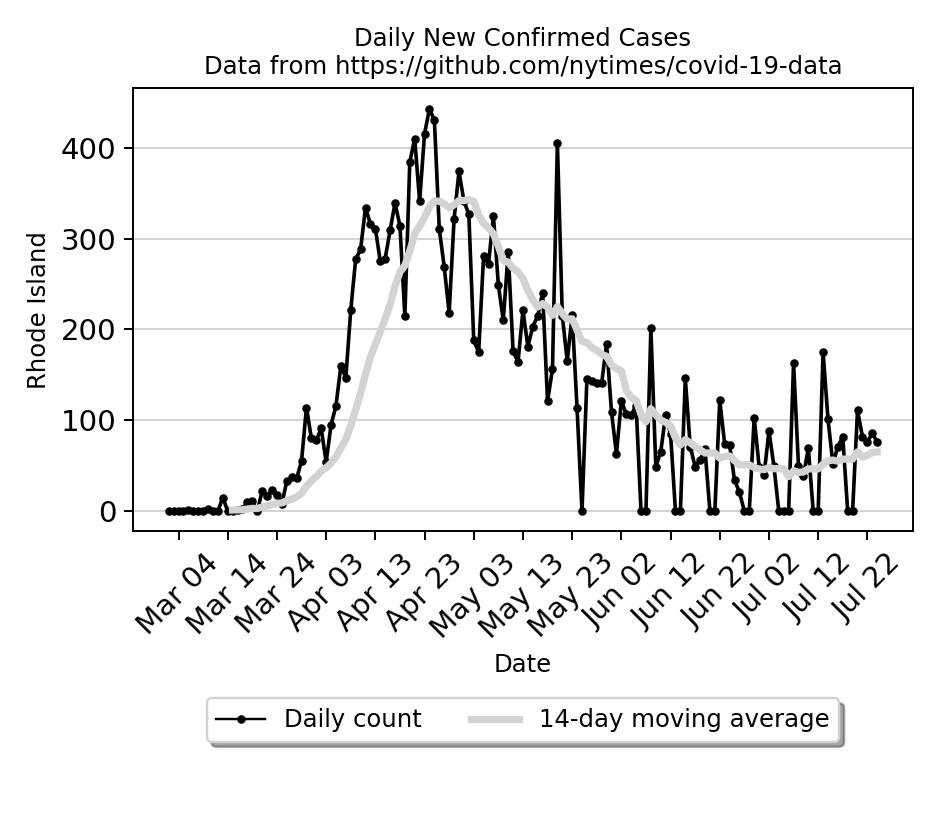 Daily New Confirmed Cases
Data from https://github.com/nytimes/covid-19-data
Rhode Island
400
300
200
100
0
Mar 04
Mar 14
Mar 24
Apr 03
Apr 13
Apr 23
May 03
May 13
May 23
Jun 02
Jun 12
Jun 22
Jul 02
Jul 12
Jul 22
Date
Daily count
14-day moving average